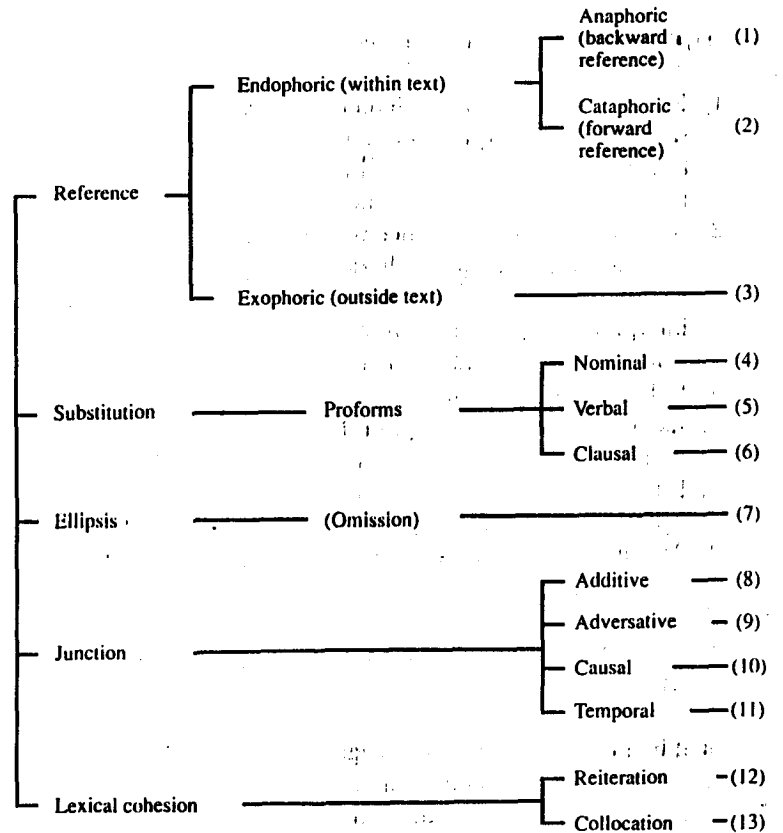 Anaphoric
(backward (1)
reference)
Endophoric (within text)
Cataphoric
(forward (2)
reference)
Reference
Exophoric (outside text) (3)
Nominal (4)
Substitution Proforms Verbal (5)
Clausal (6)
Ellipsis (Omission) (7)
Additive (8)
Adversative (9)
Junction
Causal (10)
Temporal (11)
Reiteration (12)
Lexical cohesion
Collocation (13)